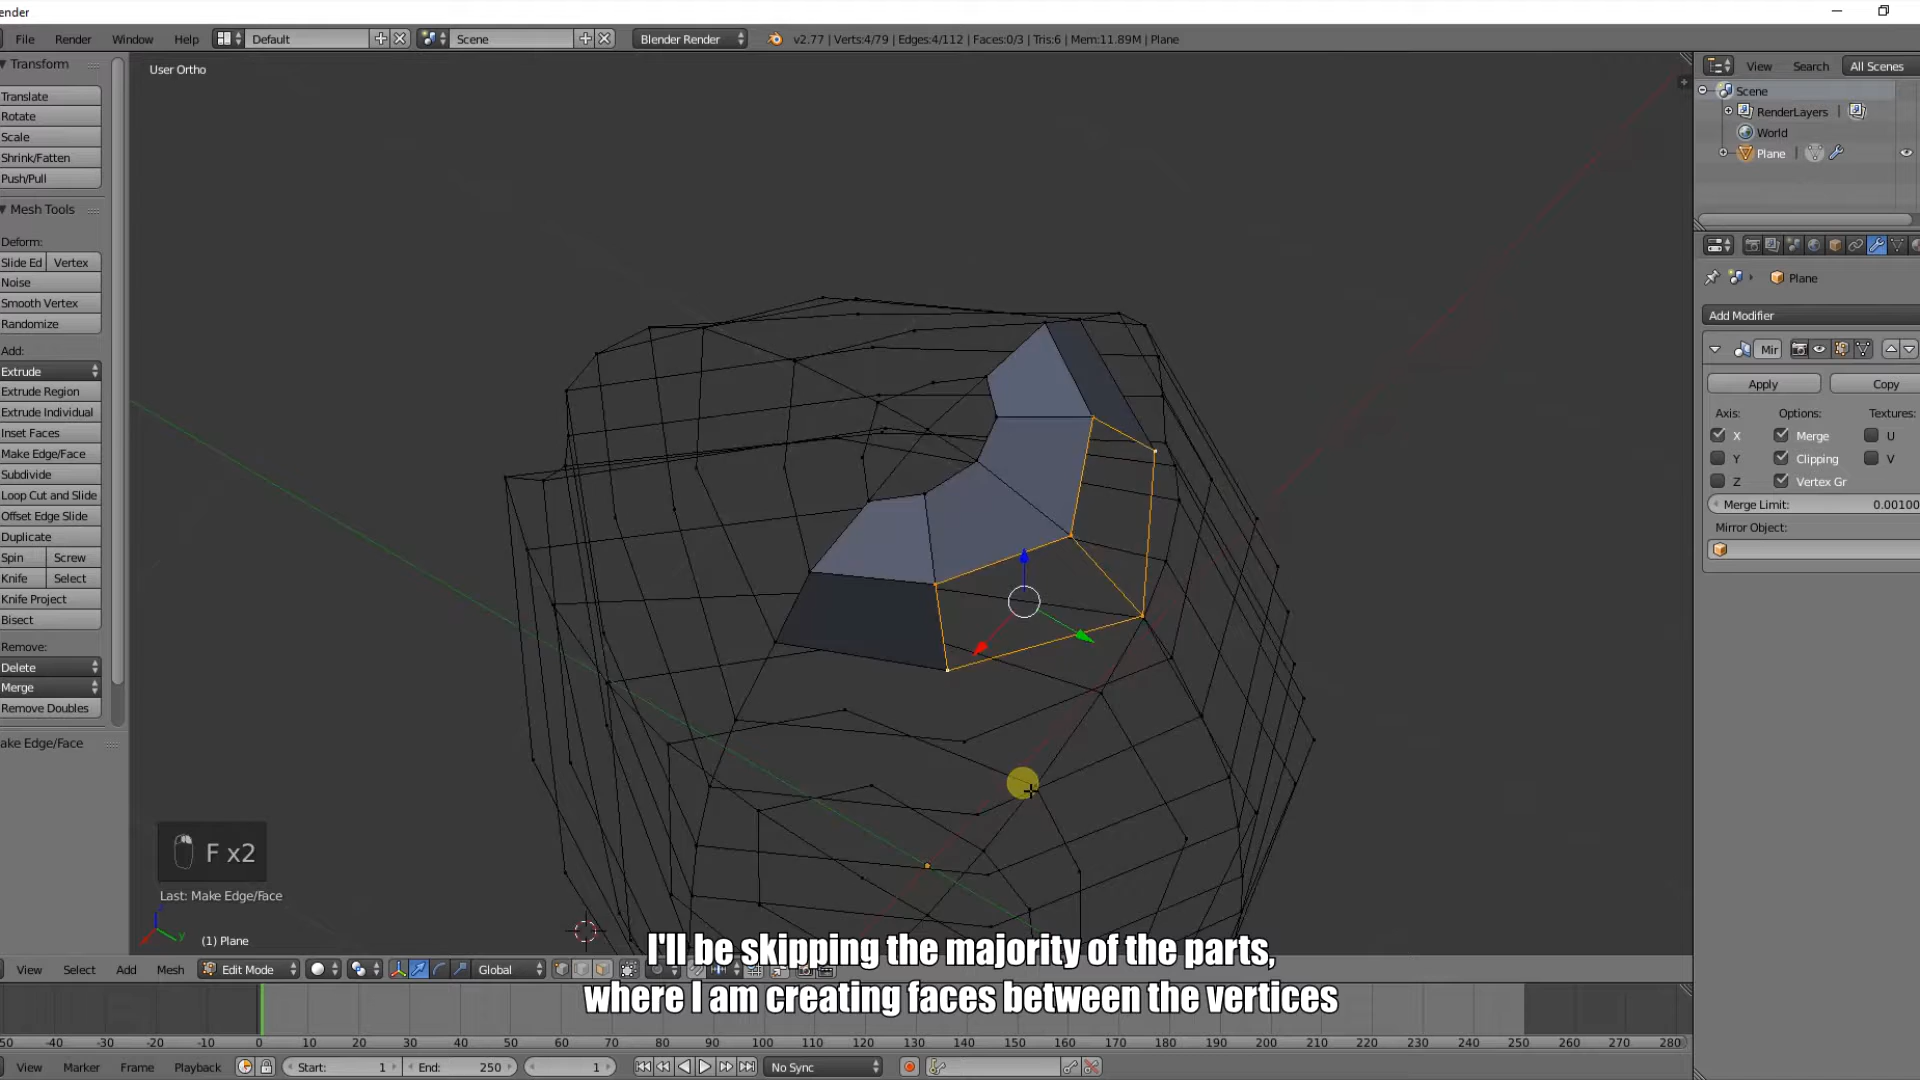 ender
File Render Window Help Default Scene Blender Render v2.77 | Verts:4/79 | Edges:4/112 | Faces:0/3 | Tris:6 | Mem:11.89M | Plane
Transform
Translate
Rotate
Scale
Shrink/Fatten
Push/Pull
Mesh Tools
Deform:
Slide Ed Vertex
Noise
Smooth Vertex
Randomize
Add:
Extrude
Extrude Region
Extrude Individual
Inset Faces
Make Edge/Face
Subdivide
Loop Cut and Slide
Offset Edge Slide
Duplicate
Spin Screw
Knife Select
Knife Project
Bisect
Remove:
Delete
Merge
Remove Doubles
ake Edge/Face
User Ortho
F x2
Last: Make Edge/Face
(1) Plane
View Search All Scenes
Scene
RenderLayers
World
Plane
Plane
Add Modifier
Mir
Apply Copy
Axis: Options: Textures:
X Merge U
Y Clipping V
Z Vertex Gr
Merge Limit: 0.00100
Mirror Object:
View Select Add Mesh Edit Mode Global
I'll be skipping the majority of the parts,
where I am creating faces between the vertices
-50 -40 -30 -20 -10 0 10 20 30 40 50 60 70 80 90 100 110 120 130 140 150 160 170 180 190 200 210 220 230 240 250 260 270 280
View Marker Frame Playback Start: 1 End: 250 1 No Sync